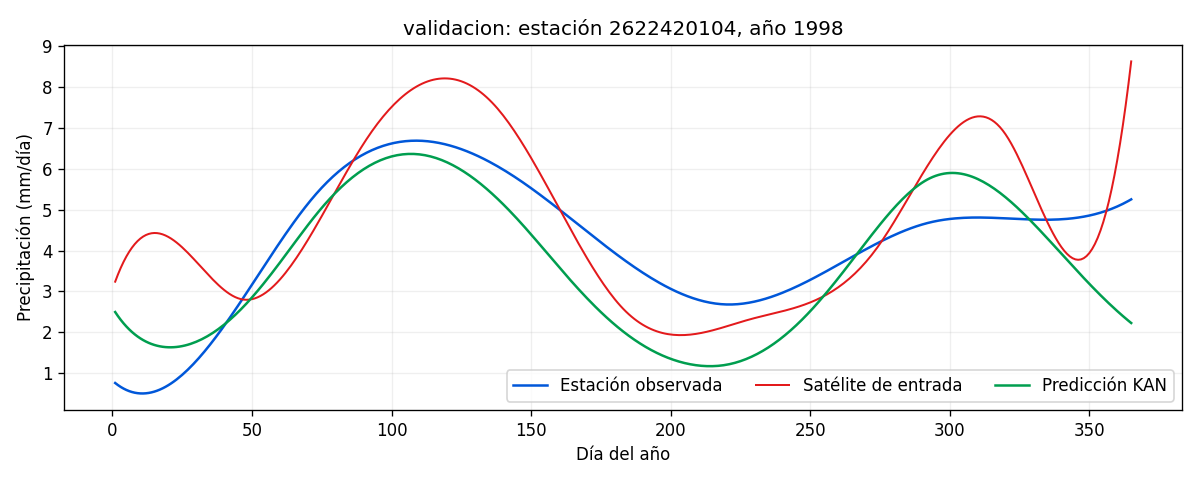 validacion: estación 2622420104, año 1998
Precipitación (mm/día)
9
8
7
6
5
4
3
2
1
Estación observada
Satélite de entrada
Predicción KAN
0 50 100 150 200 250 300 350
Día del año